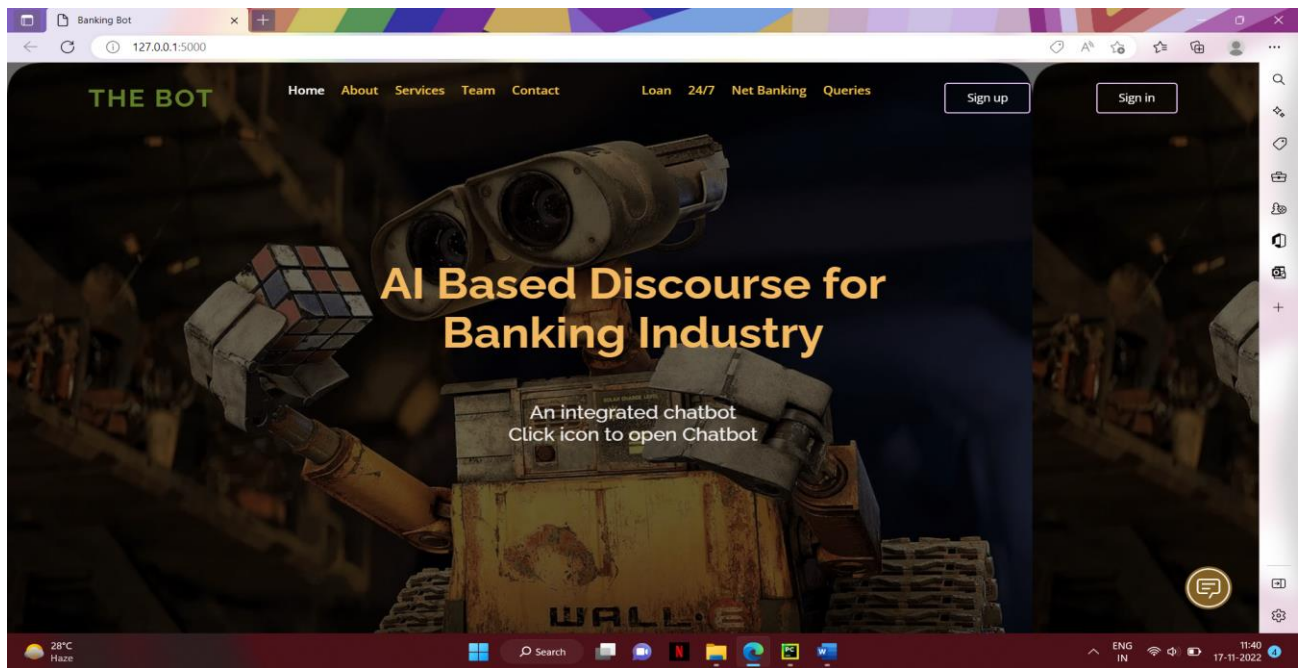 Banking Bot
127.0.0.1:5000
THE BOT
Home About Services Team Contact Loan 24/7 Net Banking Queries Sign up Sign in
AI Based Discourse for
Banking Industry
An integrated chatbot
Click icon to open Chatbot
WALL·E
28°C
Haze
Search
ENG
IN
11:40
17-11-2022
4